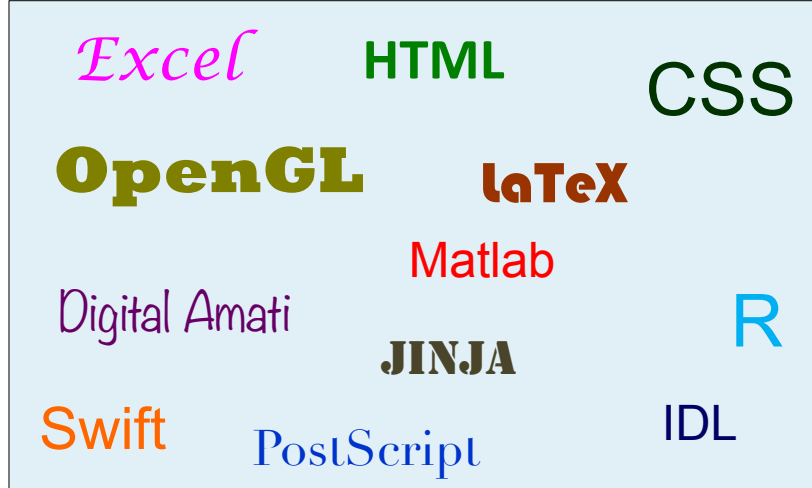 Excel
HTML
CSS
OpenGL
LaTeX
Matlab
Digital Amati
R
JINJA
Swift
IDL
PostScript